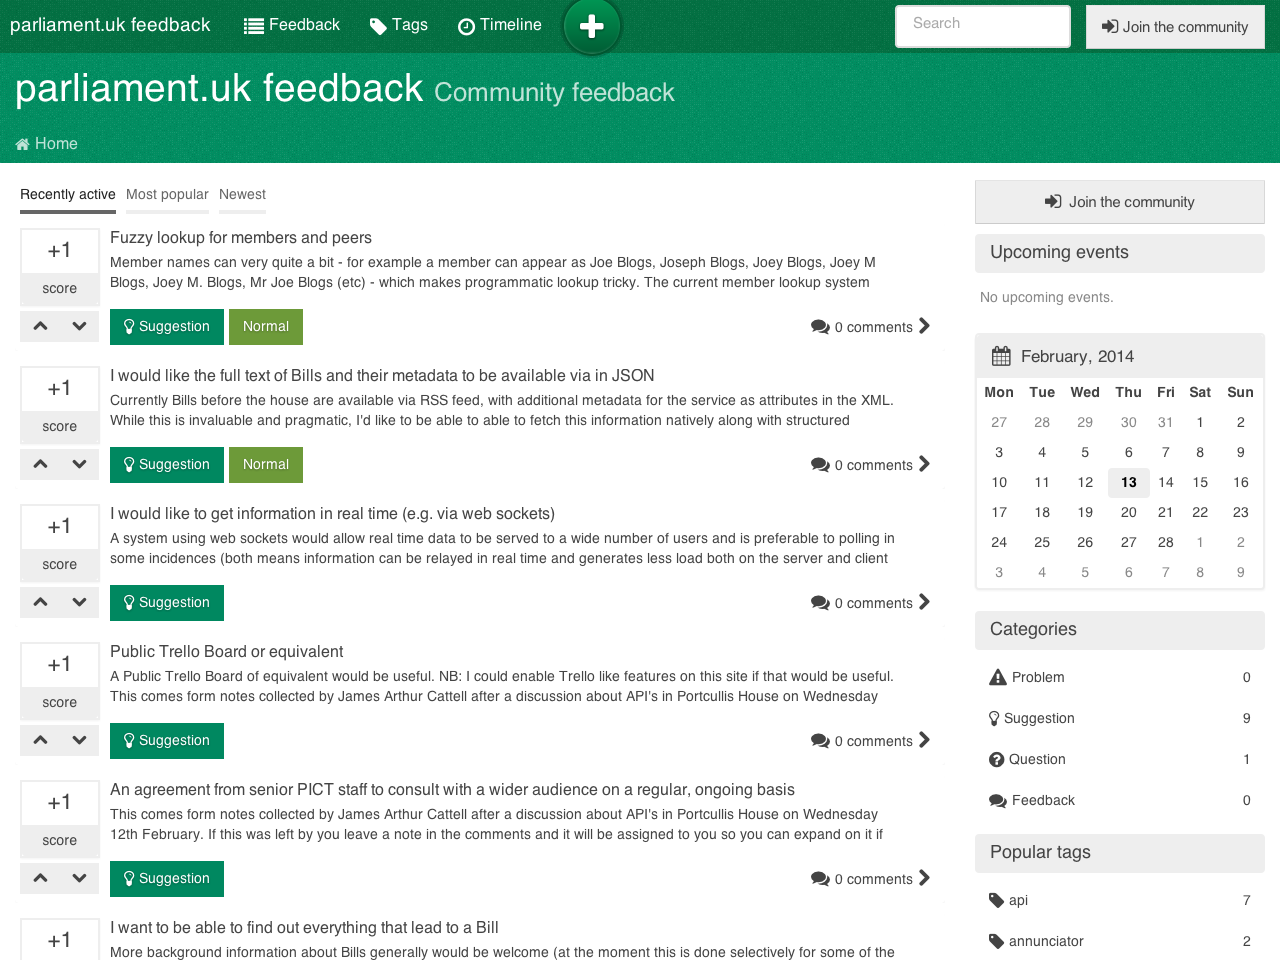 parliament.uk feedback
Feedback
Tags
Timeline
Search
Join the community
parliament.uk feedback Community feedback
Home
Recently active
Most popular
Newest
+1
score
Fuzzy lookup for members and peers
Member names can very quite a bit - for example a member can appear as Joe Blogs, Joseph Blogs, Joey Blogs, Joey M
Blogs, Joey M. Blogs, Mr Joe Blogs (etc) - which makes programmatic lookup tricky. The current member lookup system
Suggestion
Normal
0 comments
+1
score
I would like the full text of Bills and their metadata to be available via in JSON
Currently Bills before the house are available via RSS feed, with additional metadata for the service as attributes in the XML.
While this is invaluable and pragmatic, I'd like to be able to able to fetch this information natively along with structured
Suggestion
Normal
0 comments
+1
score
I would like to get information in real time (e.g. via web sockets)
A system using web sockets would allow real time data to be served to a wide number of users and is preferable to polling in
some incidences (both means information can be relayed in real time and generates less load both on the server and client
Suggestion
0 comments
+1
score
Public Trello Board or equivalent
A Public Trello Board of equivalent would be useful. NB: I could enable Trello like features on this site if that would be useful.
This comes form notes collected by James Arthur Cattell after a discussion about API's in Portcullis House on Wednesday
Suggestion
0 comments
+1
score
An agreement from senior PICT staff to consult with a wider audience on a regular, ongoing basis
This comes form notes collected by James Arthur Cattell after a discussion about API's in Portcullis House on Wednesday
12th February. If this was left by you leave a note in the comments and it will be assigned to you so you can expand on it if
Suggestion
0 comments
+1
I want to be able to find out everything that lead to a Bill
More background information about Bills generally would be welcome (at the moment this is done selectively for some of the
Join the community
Upcoming events
No upcoming events.
February, 2014
Mon Tue Wed Thu Fri Sat Sun
27 28 29 30 31 1 2
3 4 5 6 7 8 9
10 11 12 13 14 15 16
17 18 19 20 21 22 23
24 25 26 27 28 1 2
3 4 5 6 7 8 9
Categories
Problem 0
Suggestion 9
Question 1
Feedback 0
Popular tags
api 7
annunciator 2